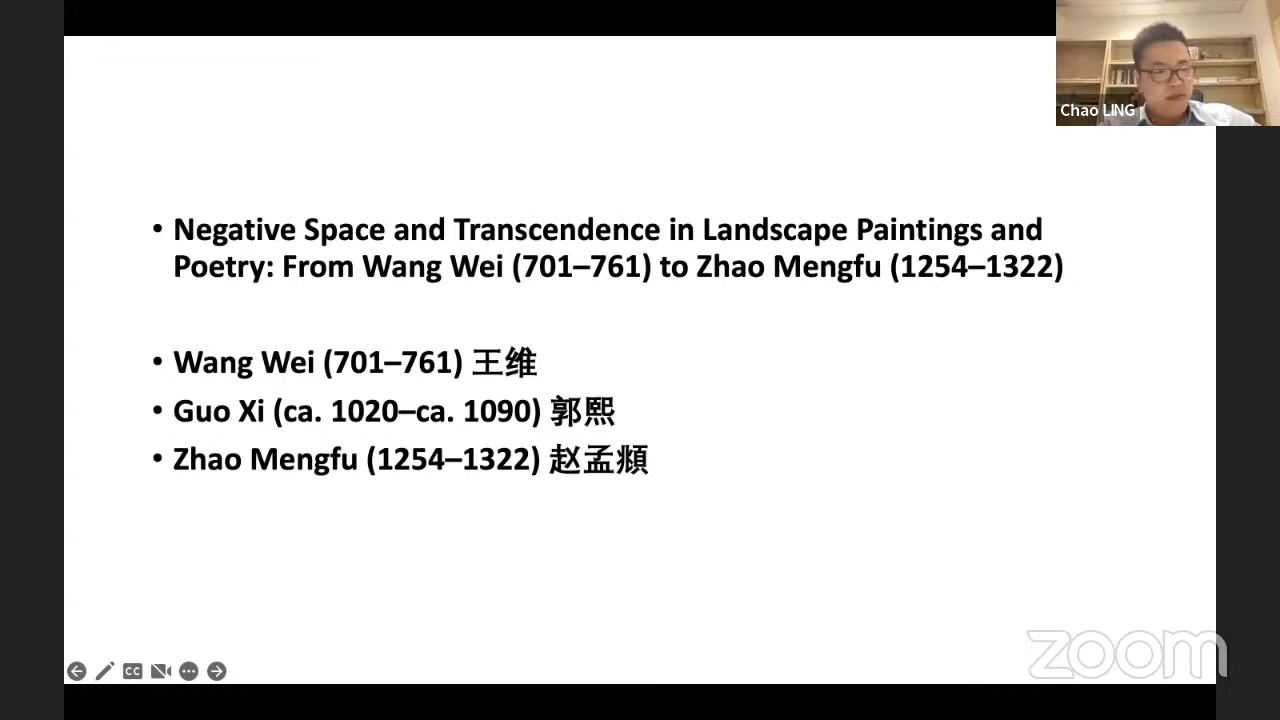 Chao LING
• Negative Space and Transcendence in Landscape Paintings and
Poetry: From Wang Wei (701–761) to Zhao Mengfu (1254–1322)
• Wang Wei (701–761) 王维
• Guo Xi (ca. 1020–ca. 1090) 郭熙
• Zhao Mengfu (1254–1322) 赵孟頫
CC
zoom